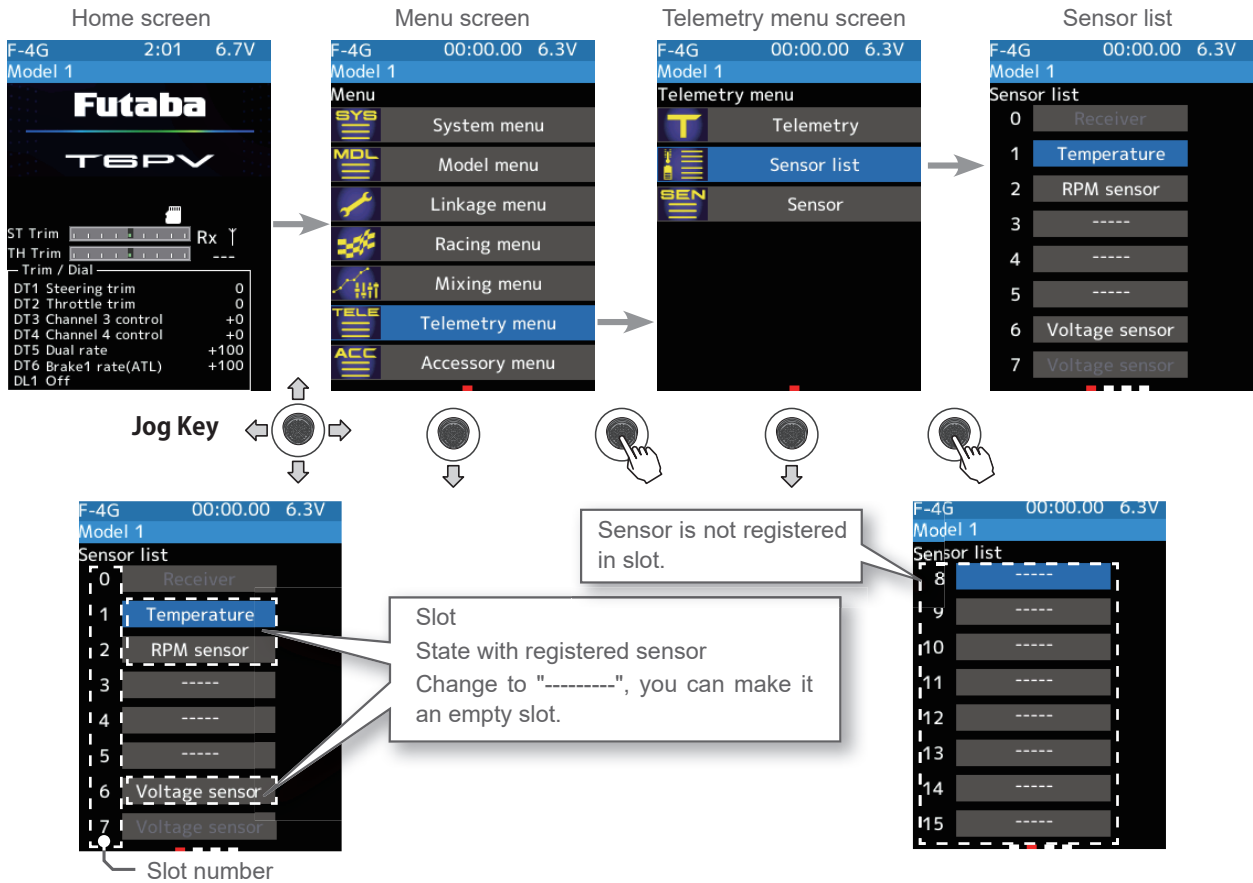 Home screen
Menu screen
Telemetry menu screen
Sensor list
F-4G 2:01 6.7V
Model 1
Futaba
T6PV
ST Trim
Rx
TH Trim
---
Trim / Dial
DT1 Steering trim 0
DT2 Throttle trim 0
DT3 Channel 3 control +0
DT4 Channel 4 control +0
DT5 Dual rate +100
DT6 Brake1 rate(ATL) +100
DL1 Off
F-4G 00:00.00 6.3V
Model 1
Menu
SYS System menu
MDL Model menu
Linkage menu
Racing menu
Mixing menu
TELE Telemetry menu
ACC Accessory menu
F-4G 00:00.00 6.3V
Model 1
Telemetry menu
T Telemetry
Sensor list
SEN Sensor
F-4G 00:00.00 6.3V
Model 1
Sensor list
0 Receiver
1 Temperature
2 RPM sensor
3 -----
4 -----
5 -----
6 Voltage sensor
7 Voltage sensor
Jog Key
F-4G 00:00.00 6.3V
Model 1
Sensor list
0 Receiver
1 Temperature
2 RPM sensor
3 -----
4 -----
5 -----
6 Voltage sensor
7 Voltage sensor
Slot number
Slot
State with registered sensor
Change to "---------", you can make it
an empty slot.
Sensor is not registered
in slot.
F-4G 00:00.00 6.3V
Model 1
Sensor list
8 -----
9 -----
10 -----
11 -----
12 -----
13 -----
14 -----
15 -----